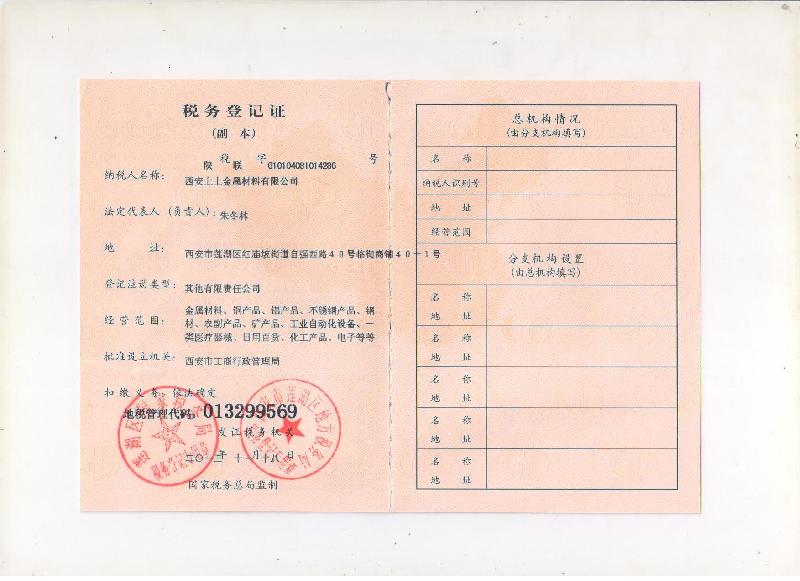 税务登记证
(副 本)
陕 税 联 字 610104081014286 号
纳税人名称: 西安上上金属材料有限公司
法定代表人(负责人): 朱冬林
地 址: 西安市莲湖区红庙坡街道自强西路49号临街商铺40-1号
登记注册类型: 其他有限责任公司
经营范围: 金属材料、铜产品、铝产品、不锈钢产品、钢
材、农副产品、矿产品、工业自动化设备、一
类医疗器械、日用百货、化工产品、电子等等
批准设立机关: 西安市工商行政管理局
扣缴义务: 依法确定
地税管理代码: 013299569
发证税务机关
国家税务总局监制
总机构情况
(由分支机构填写)
名 称
纳税人识别号
地 址
经营范围
分支机构设置
(由总机构填写)
名 称
地 址
名 称
地 址
名 称
地 址
名 称
地 址
名 称
地 址